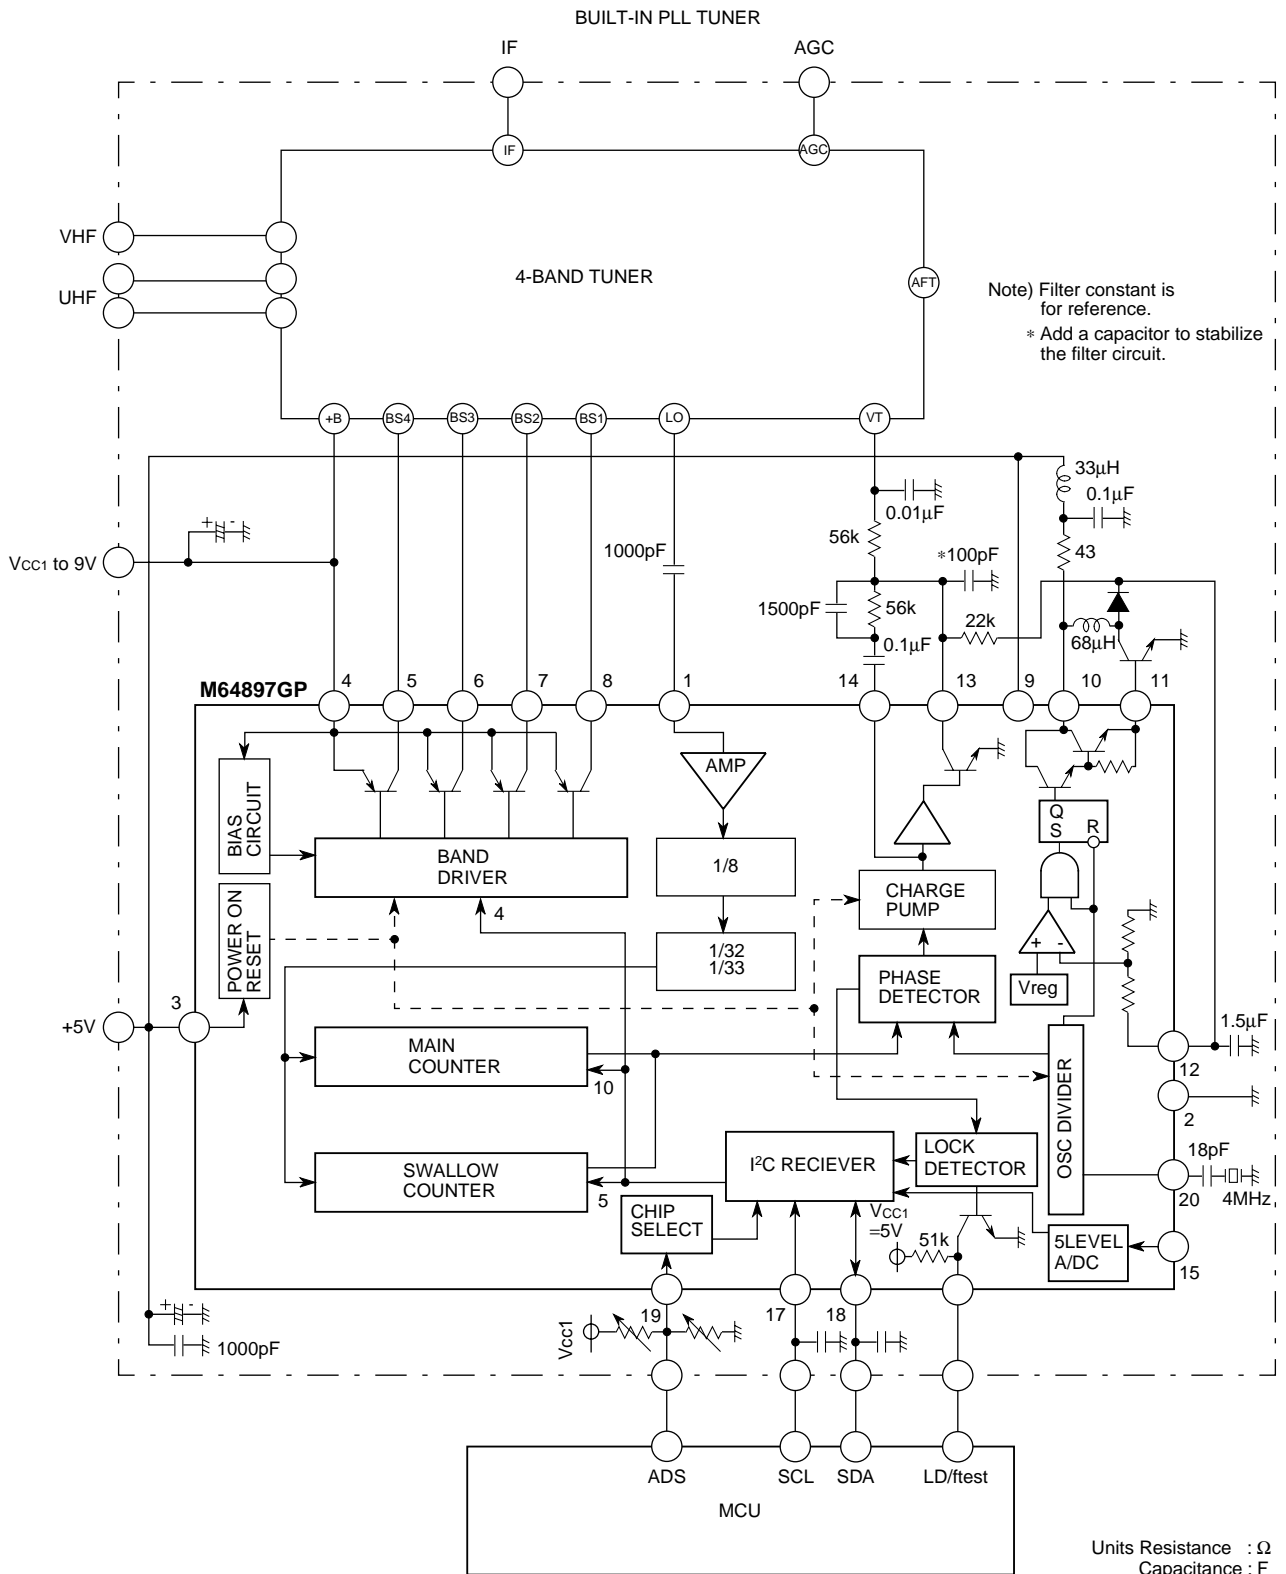 BUILT-IN PLL TUNER
IF
AGC
IF
AGC
VHF
UHF
4-BAND TUNER
AFT
Note) Filter constant is
for reference.
* Add a capacitor to stabilize
the filter circuit.
+B
BS4
BS3
BS2
BS1
LO
VT
33μH
0.1μF
0.01μF
+ -
Vcc1 to 9V
1000pF
56k
*100pF
43
1500pF
56k
22k
68μH
0.1μF
M64897GP
4
5
6
7
8
1
14
13
9
10
11
BIAS
CIRCUIT
AMP
Q
S
R
BAND
DRIVER
1/8
CHARGE
PUMP
4
POWER ON
RESET
1/32
1/33
+ -
PHASE
DETECTOR
Vreg
3
+5V
1.5μF
MAIN
COUNTER
10
12
OSC DIVIDER
2
I²C RECIEVER
LOCK
DETECTOR
18pF
SWALLOW
COUNTER
5
20
4MHz
CHIP
SELECT
Vcc1
=5V
51k
5LEVEL
A/DC
15
19
17
18
+ -
Vcc1
1000pF
ADS
SCL
SDA
LD/ftest
MCU
Units Resistance : Ω
Capacitance : F